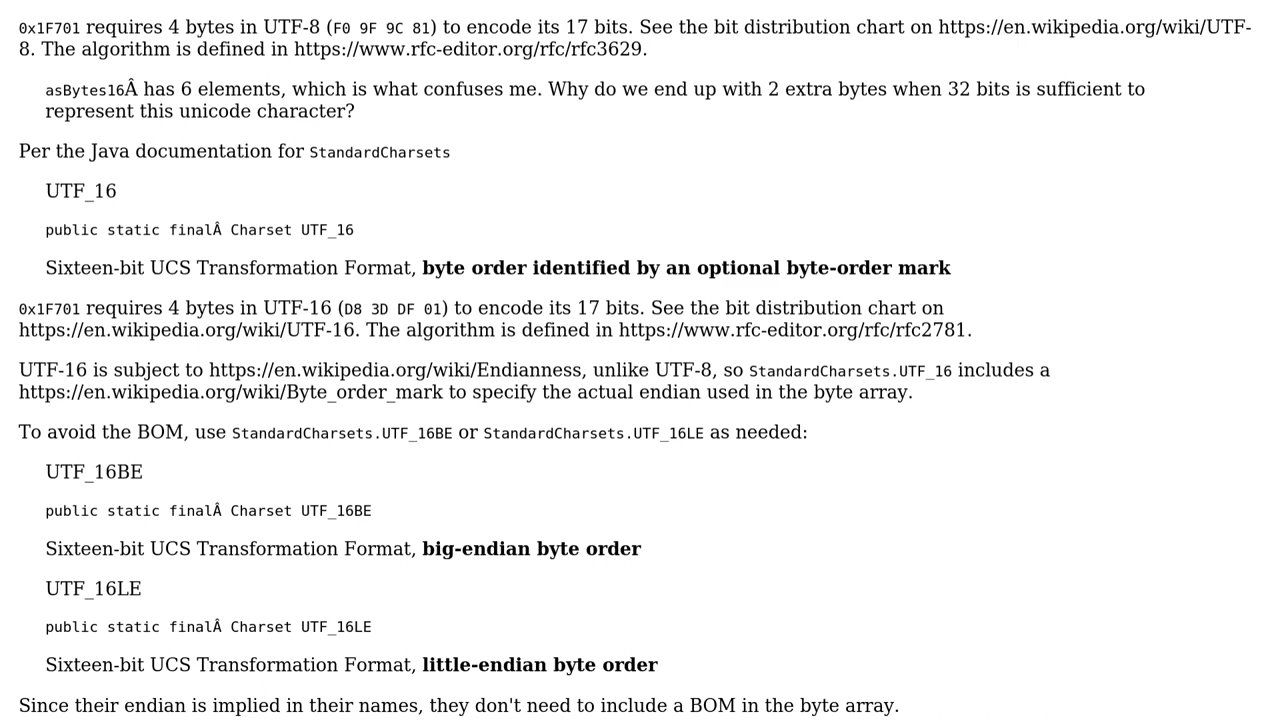 0x1F701 requires 4 bytes in UTF-8 (F0 9F 9C 81) to encode its 17 bits. See the bit distribution chart on https://en.wikipedia.org/wiki/UTF-
8. The algorithm is defined in https://www.rfc-editor.org/rfc/rfc3629.
asBytes16Â has 6 elements, which is what confuses me. Why do we end up with 2 extra bytes when 32 bits is sufficient to
represent this unicode character?
Per the Java documentation for StandardCharsets
UTF_16
public static finalÂ Charset UTF_16
Sixteen-bit UCS Transformation Format, byte order identified by an optional byte-order mark
0x1F701 requires 4 bytes in UTF-16 (D8 3D DF 01) to encode its 17 bits. See the bit distribution chart on
https://en.wikipedia.org/wiki/UTF-16. The algorithm is defined in https://www.rfc-editor.org/rfc/rfc2781.
UTF-16 is subject to https://en.wikipedia.org/wiki/Endianness, unlike UTF-8, so StandardCharsets.UTF_16 includes a
https://en.wikipedia.org/wiki/Byte_order_mark to specify the actual endian used in the byte array.
To avoid the BOM, use StandardCharsets.UTF_16BE or StandardCharsets.UTF_16LE as needed:
UTF_16BE
public static finalÂ Charset UTF_16BE
Sixteen-bit UCS Transformation Format, big-endian byte order
UTF_16LE
public static finalÂ Charset UTF_16LE
Sixteen-bit UCS Transformation Format, little-endian byte order
Since their endian is implied in their names, they don't need to include a BOM in the byte array.